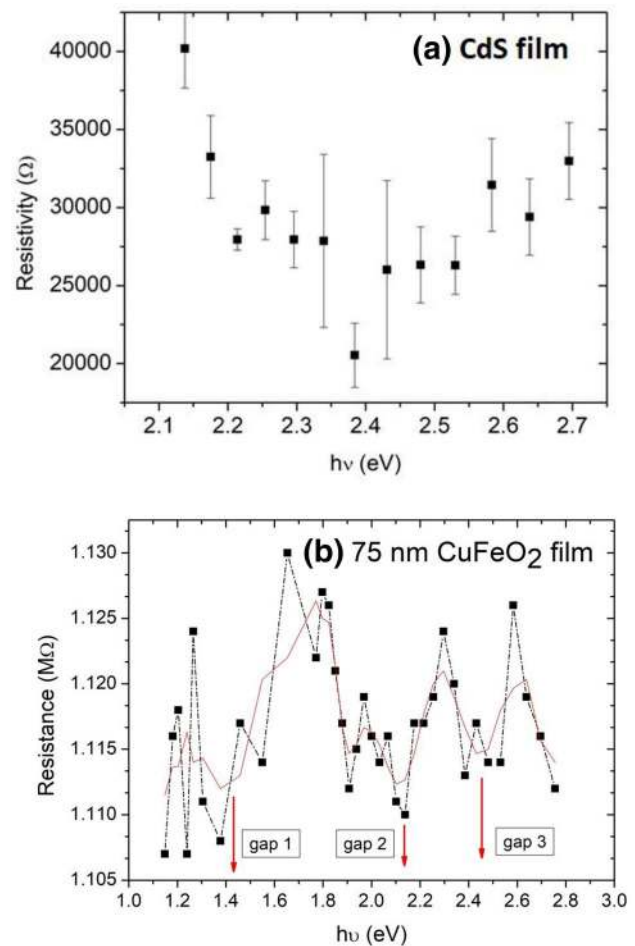 (a) CdS film
40000
35000
30000
25000
20000
Resistivity (Ω)
2.1 2.2 2.3 2.4 2.5 2.6 2.7
hν (eV)
(b) 75 nm CuFeO2 film
1.130
1.125
1.120
1.115
1.110
1.105
Resistance (MΩ)
gap 1
gap 2
gap 3
1.0 1.2 1.4 1.6 1.8 2.0 2.2 2.4 2.6 2.8 3.0
hυ (eV)